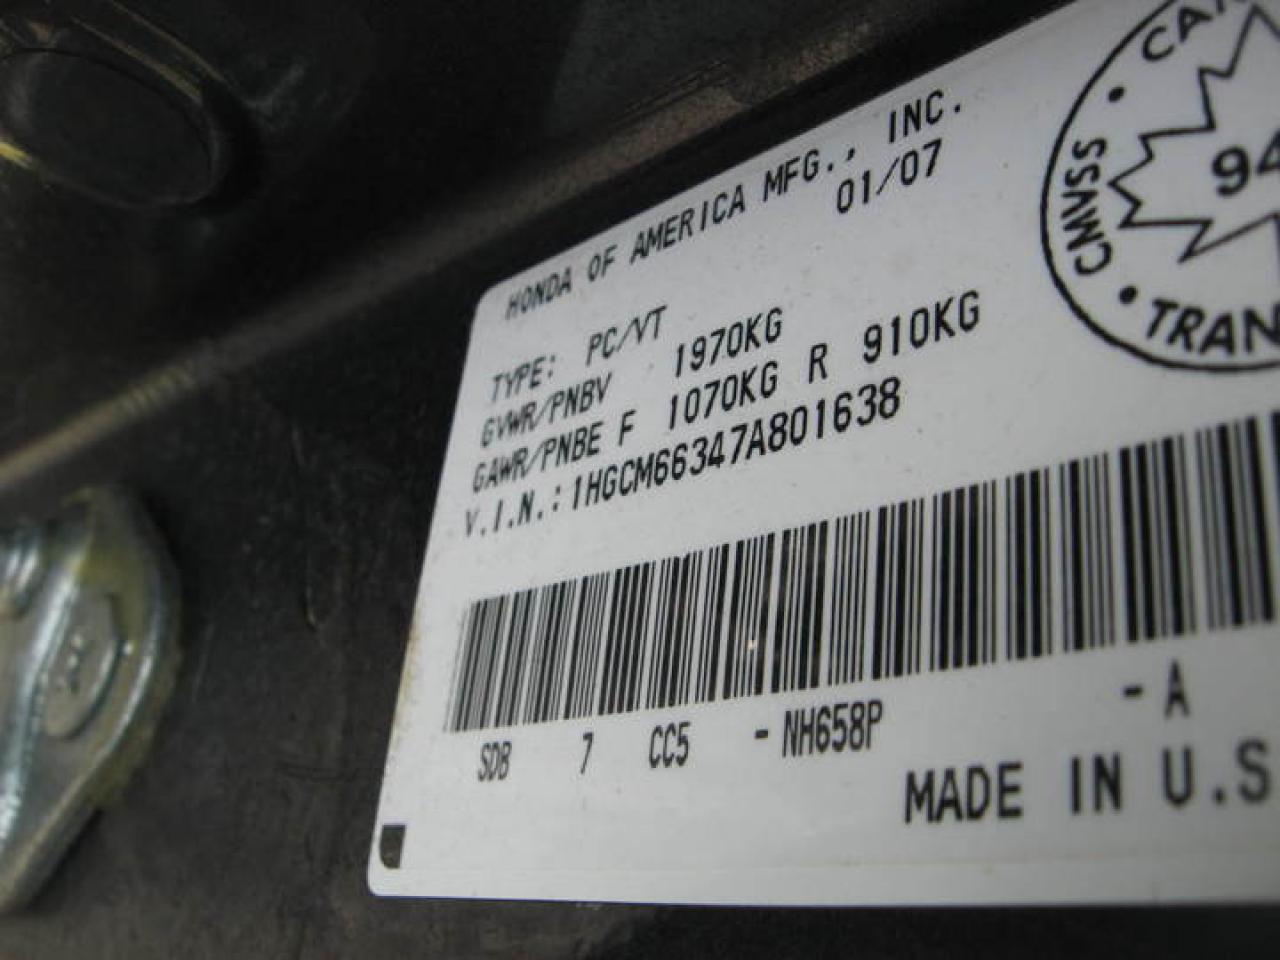 HONDA OF AMERICA MFG., INC.
01/07
TYPE: PC/VT
GVWR/PNBV 1970KG
GAWR/PNBE F 1070KG R 910KG
V.I.N.: 1HGCM66347A801638
SDB 7 CC5 - NH658P - A
MADE IN U.S
CAN
94
CMVSS
TRAN